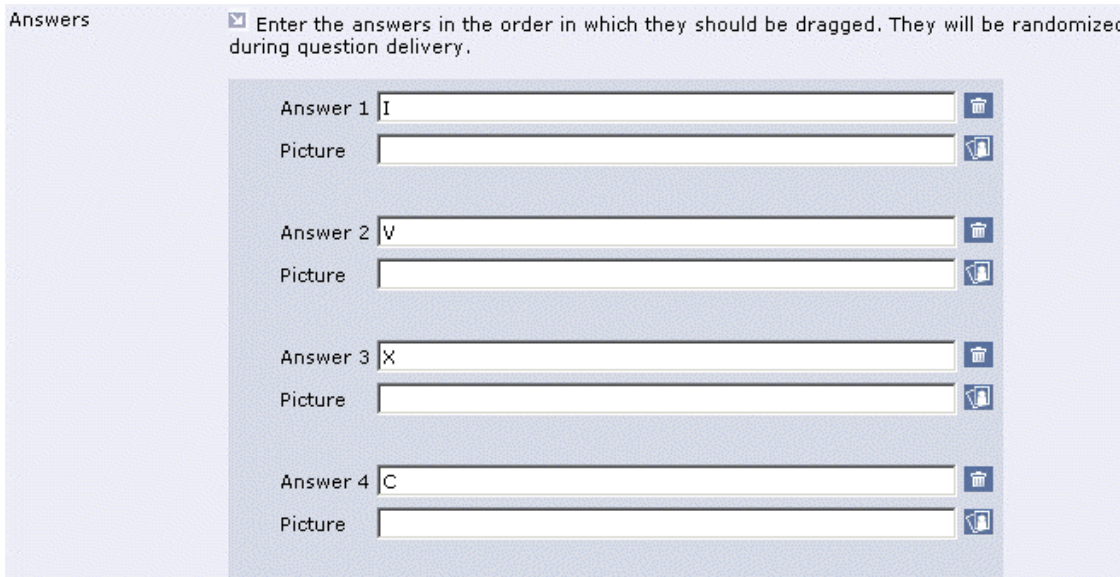 Answers
Enter the answers in the order in which they should be dragged. They will be randomized
during question delivery.
Answer 1 I
Picture
Answer 2 V
Picture
Answer 3 X
Picture
Answer 4 C
Picture